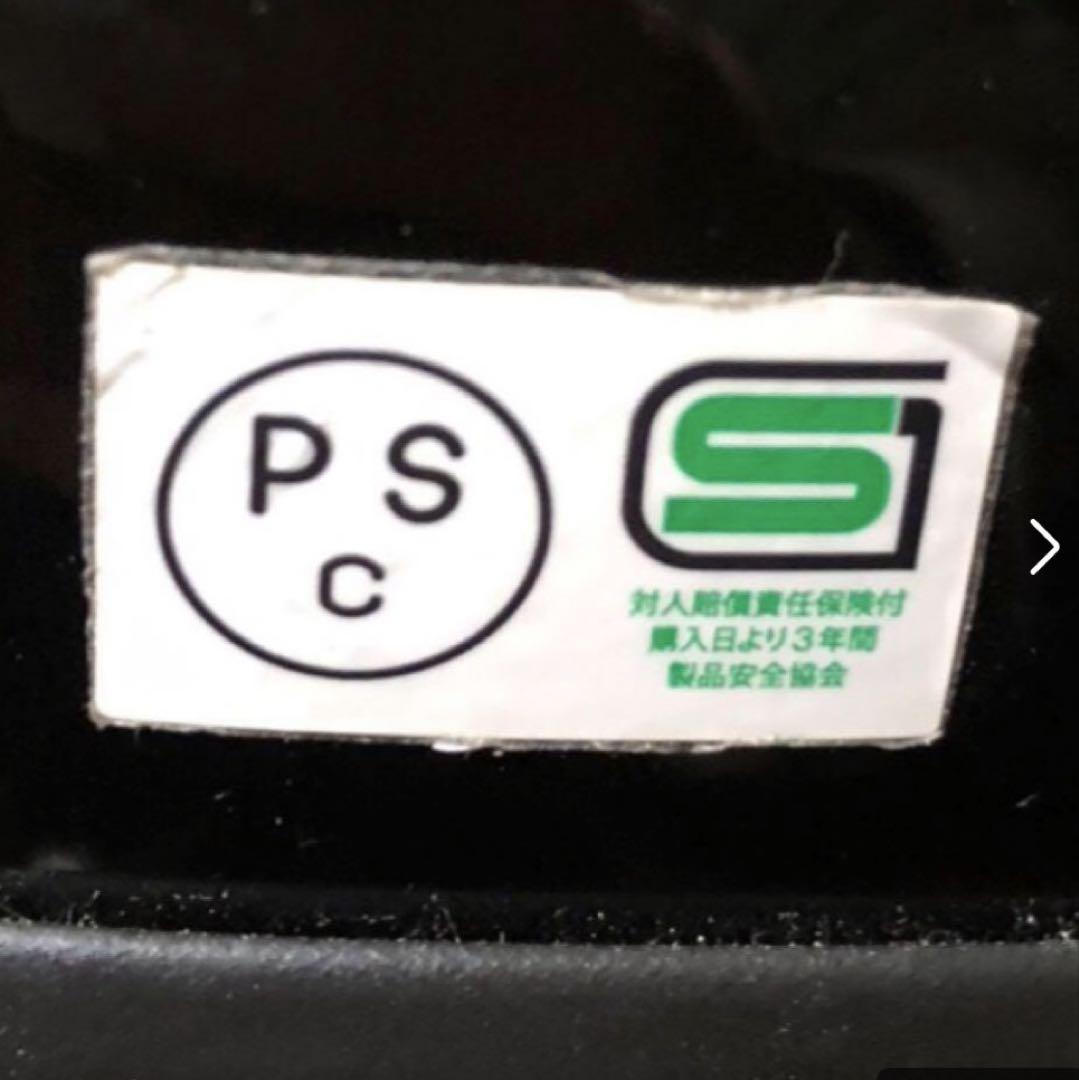 P S
C
SG
対人賠償責任保険付
購入日より3年間
製品安全協会